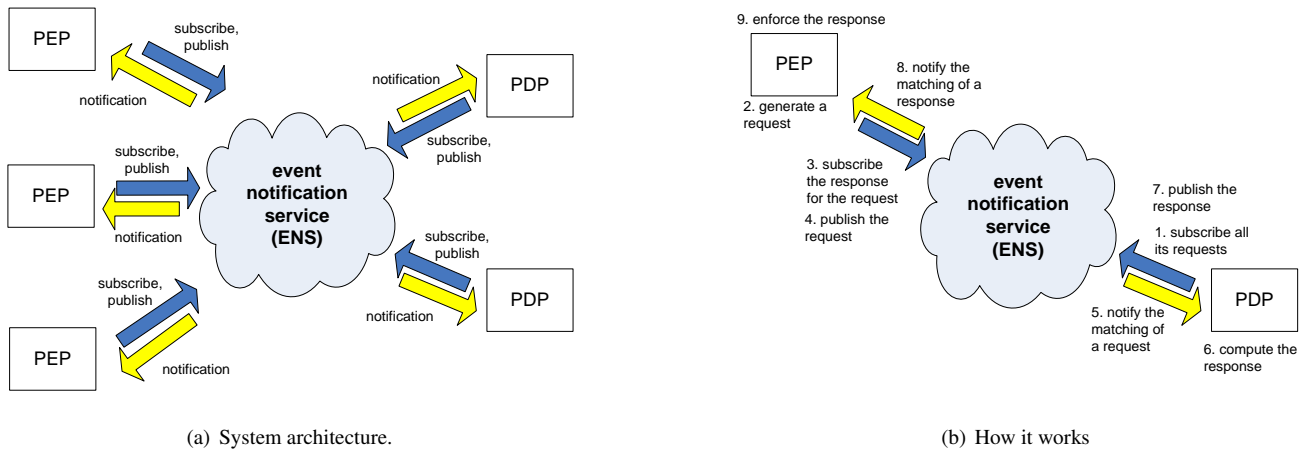 PEP
subscribe,
publish
notification
notification
PDP
subscribe,
publish
subscribe,
publish
PEP
notification
event
notification
service
(ENS)
subscribe,
publish
PDP
notification
subscribe,
publish
PEP
notification
(a) System architecture.
9. enforce the response
PEP
8. notify the
matching of a
response
2. generate a
request
3. subscribe
the response
for the request
4. publish the
request
event
notification
service
(ENS)
7. publish the
response
1. subscribe all
its requests
PDP
5. notify the
matching of
a request
6. compute the
response
(b) How it works